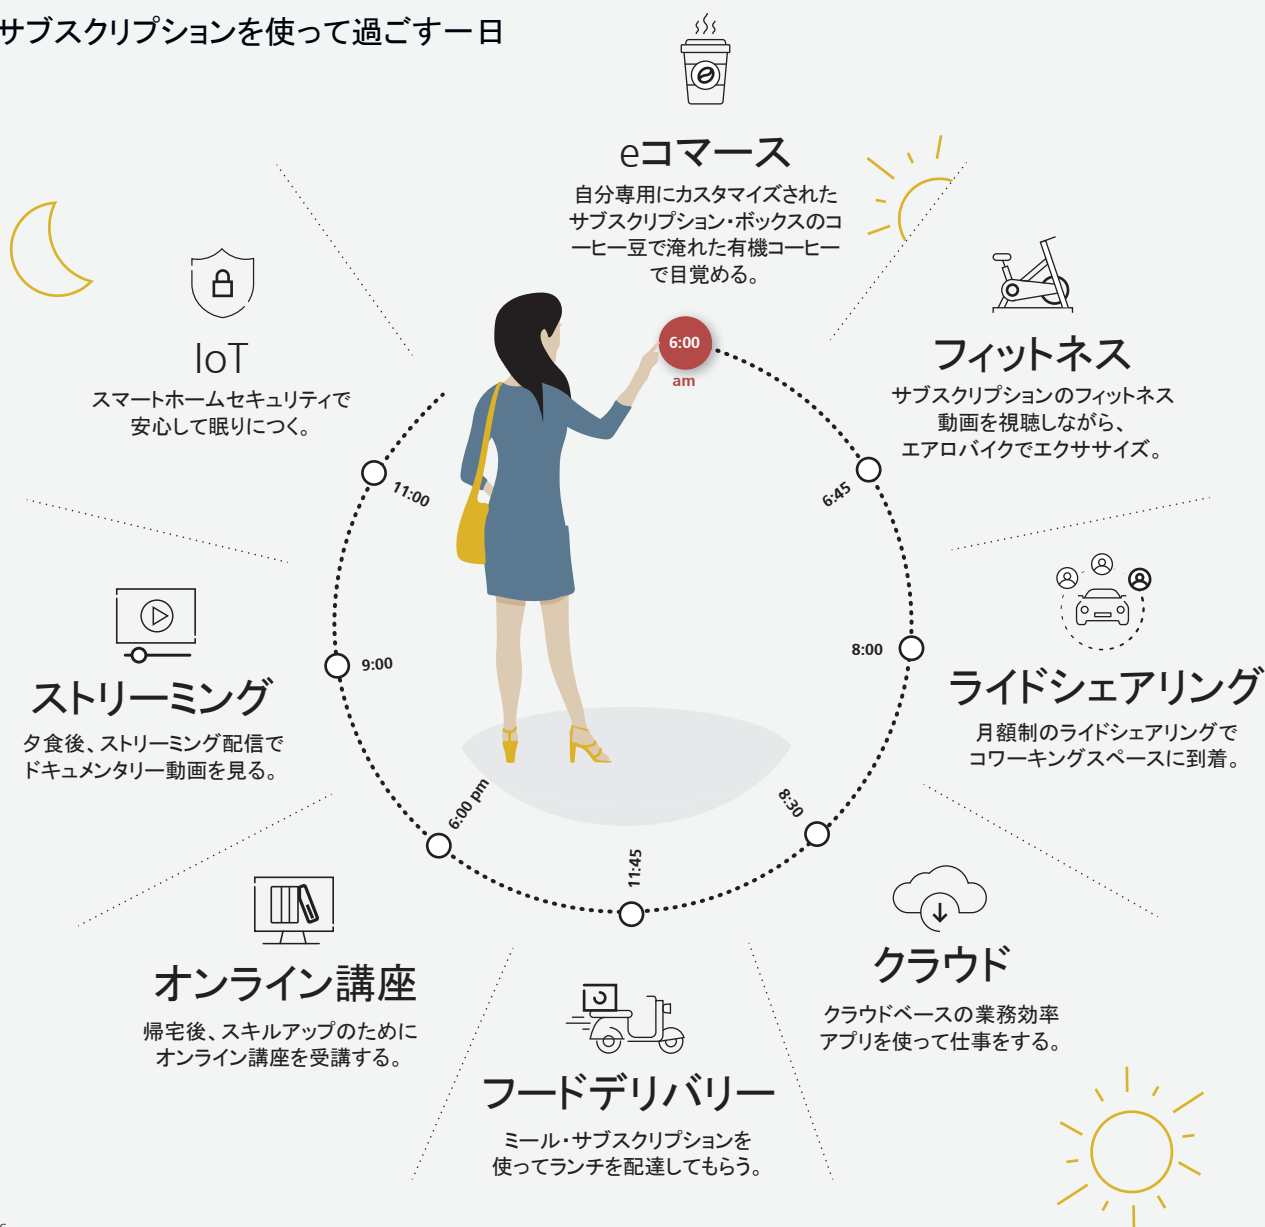 サブスクリプションを使って過ごす一日
eコマース
自分専用にカスタマイズされた
サブスクリプション・ボックスのコ
ーヒー豆で淹れた有機コーヒー
で目覚める。
6:00
am
フィットネス
サブスクリプションのフィットネス
動画を視聴しながら、
エアロバイクでエクササイズ。
6:45
ライドシェアリング
月額制のライドシェアリングで
コワーキングスペースに到着。
8:00
クラウド
クラウドベースの業務効率
アプリを使って仕事をする。
8:30
フードデリバリー
ミール・サブスクリプションを
使ってランチを配達してもらう。
11:45
オンライン講座
帰宅後、スキルアップのために
オンライン講座を受講する。
6:00 pm
ストリーミング
夕食後、ストリーミング配信で
ドキュメンタリー動画を見る。
9:00
IoT
スマートホームセキュリティで
安心して眠りにつく。
11:00